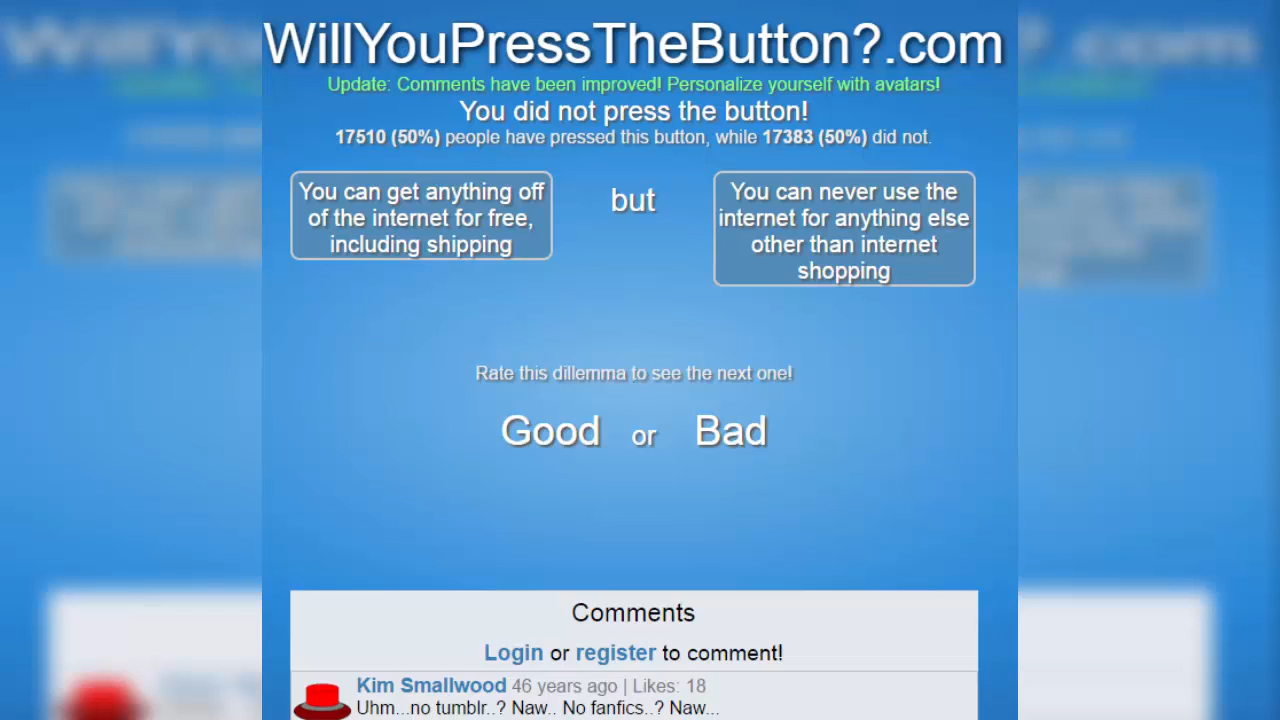 WillYouPressTheButton?.com
Update: Comments have been improved! Personalize yourself with avatars!
You did not press the button!
17510 (50%) people have pressed this button, while 17383 (50%) did not.
You can get anything off
of the internet for free,
including shipping
but
You can never use the
internet for anything else
other than internet
shopping
Rate this dillemma to see the next one!
Good or Bad
Comments
Login or register to comment!
Kim Smallwood 46 years ago | Likes: 18
Uhm...no tumblr..? Naw.. No fanfics..? Naw...